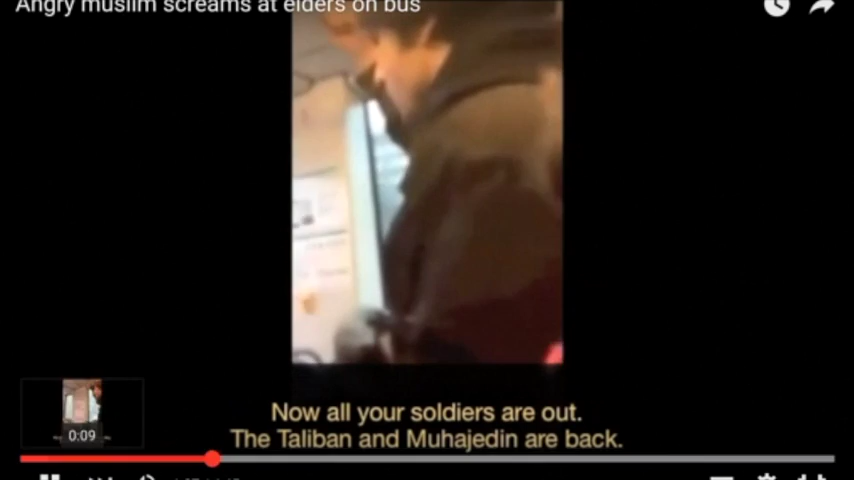 Angry muslim screams at elders on bus
Now all your soldiers are out.
The Taliban and Muhajedin are back.
0:09